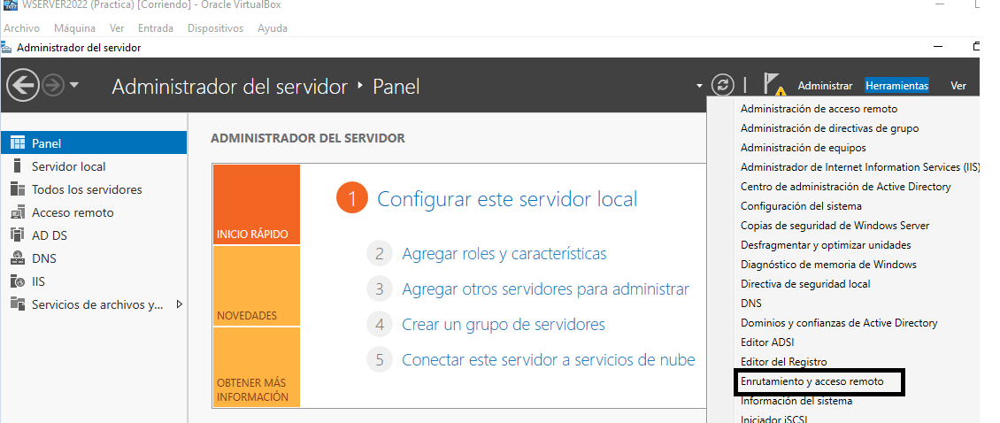 WSERVER2022 (Practica) [Corriendo] - Oracle VirtualBox
Archivo Máquina Ver Entrada Dispositivos Ayuda
Administrador del servidor
Administrador del servidor ‣ Panel
Administrar Herramientas Ver
Panel
Servidor local
Todos los servidores
Acceso remoto
AD DS
DNS
IIS
Servicios de archivos y...
ADMINISTRADOR DEL SERVIDOR
INICIO RÁPIDO
NOVEDADES
OBTENER MÁS
INFORMACIÓN
1 Configurar este servidor local
2 Agregar roles y características
3 Agregar otros servidores para administrar
4 Crear un grupo de servidores
5 Conectar este servidor a servicios de nube
Administración de acceso remoto
Administración de directivas de grupo
Administración de equipos
Administrador de Internet Information Services (IIS)
Centro de administración de Active Directory
Configuración del sistema
Copias de seguridad de Windows Server
Desfragmentar y optimizar unidades
Diagnóstico de memoria de Windows
Directiva de seguridad local
DNS
Dominios y confianzas de Active Directory
Editor ADSI
Editor del Registro
Enrutamiento y acceso remoto
Información del sistema
Iniciador iSCSI